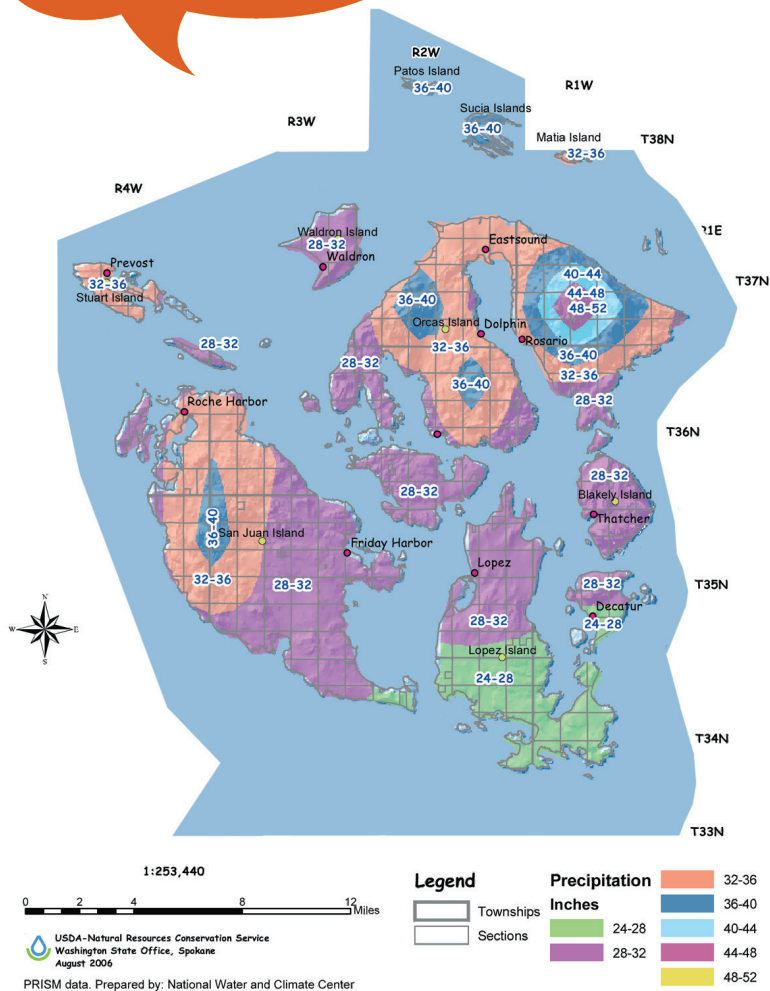 R2W
Patos Island
36-40
R1W
Sucia Islands
36-40
R3W
Matia Island
32-36
T38N
R4W
R1E
Waldron Island
28-32
Waldron
Eastsound
Prevost
32-36
Stuart Island
40-44
44-48
48-52
T37N
36-40
Orcas Island
Dolphin
Rosario
32-36
28-32
28-32
36-40
32-36
36-40
28-32
Roche Harbor
T36N
28-32
28-32
Blakely Island
Thatcher
36-40
San Juan Island
Friday Harbor
32-36
28-32
Lopez
28-32
T35N
Decatur
24-28
28-32
Lopez Island
24-28
N
W E
S
T34N
T33N
1:253,440
0 2 4 8 12
Miles
USDA-Natural Resources Conservation Service
Washington State Office, Spokane
August 2006
PRISM data. Prepared by: National Water and Climate Center
Legend
Townships
Sections
Precipitation
Inches
24-28
28-32
32-36
36-40
40-44
44-48
48-52